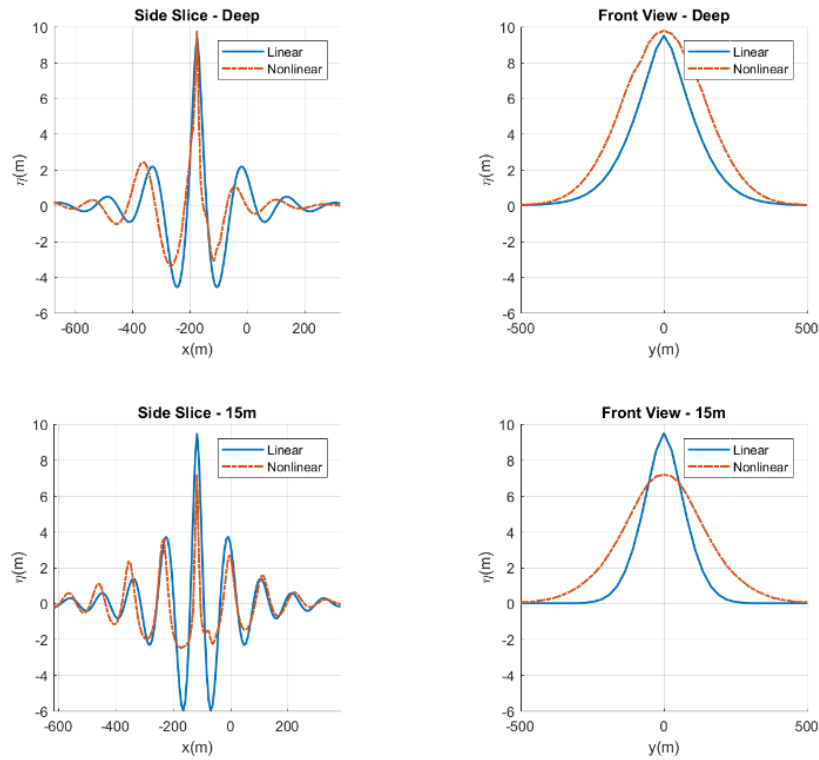 Side Slice - Deep
10
8
6
4
2
0
-2
-4
-6
η(m)
Linear
Nonlinear
-600 -400 -200 0 200
x(m)
Front View - Deep
10
8
6
4
2
0
-2
-4
-6
η(m)
Linear
Nonlinear
-500 0 500
y(m)
Side Slice - 15m
10
8
6
4
2
0
-2
-4
-6
η(m)
Linear
Nonlinear
-600 -400 -200 0 200
x(m)
Front View - 15m
10
8
6
4
2
0
-2
-4
-6
η(m)
Linear
Nonlinear
-500 0 500
y(m)